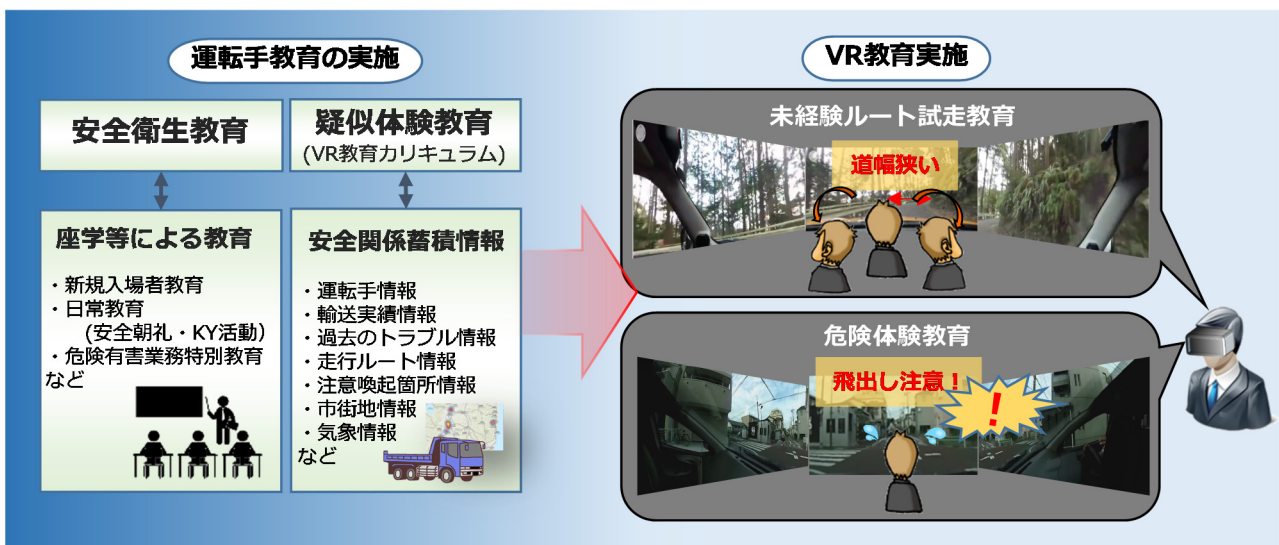 運転手教育の実施
安全衛生教育
疑似体験教育
(VR教育カリキュラム)
座学等による教育
・新規入場者教育
・日常教育
(安全朝礼・KY活動)
・危険有害業務特別教育
など
安全関係蓄積情報
・運転手情報
・輸送実績情報
・過去のトラブル情報
・走行ルート情報
・注意喚起箇所情報
・市街地情報
・気象情報
など
VR教育実施
未経験ルート試走教育
道幅狭い
危険体験教育
飛出し注意！
!